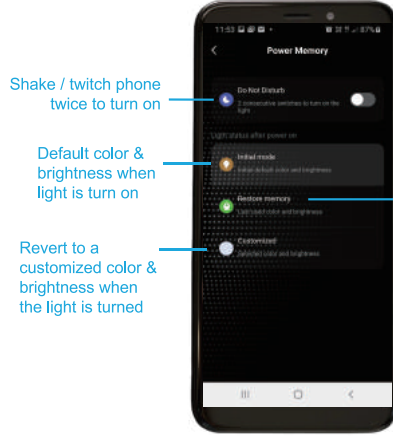 11:53
87%
Power Memory
Shake / twitch phone
twice to turn on
Do Not Disturb
2 consecutive switches to turn on the
light
Light status after power on
Default color &
brightness when
light is turn on
Initial mode
Initial default color and brightness
Restore memory
Last used color and brightness
Revert to a
customized color &
brightness when
the light is turned
Customized
Selected color and brightness